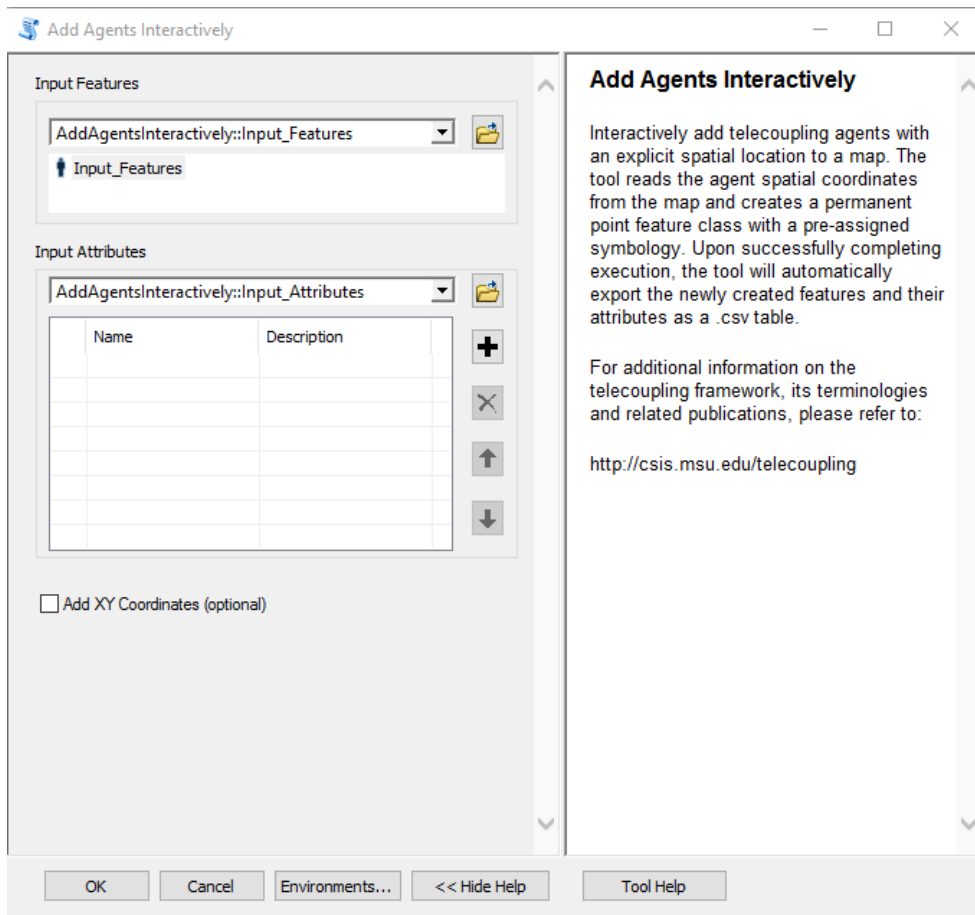 Add Agents Interactively
Input Features
AddAgentsInteractively::Input_Features
Input_Features
Input Attributes
AddAgentsInteractively::Input_Attributes
Name Description
Add XY Coordinates (optional)
Add Agents Interactively
Interactively add telecoupling agents with
an explicit spatial location to a map. The
tool reads the agent spatial coordinates
from the map and creates a permanent
point feature class with a pre-assigned
symbology. Upon successfully completing
execution, the tool will automatically
export the newly created features and their
attributes as a .csv table.
For additional information on the
telecoupling framework, its terminologies
and related publications, please refer to:
http://csis.msu.edu/telecoupling
OK Cancel Environments... << Hide Help Tool Help